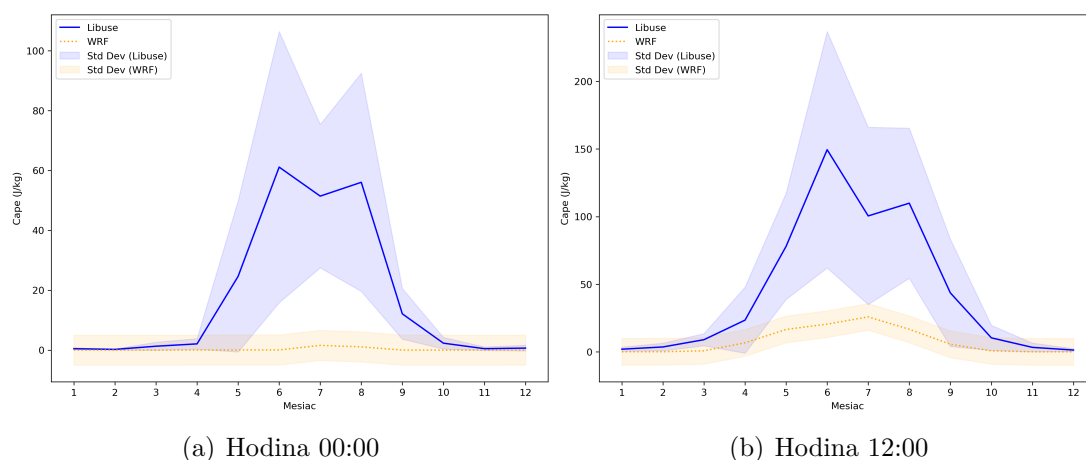 Libuse
WRF
Std Dev (Libuse)
Std Dev (WRF)
Cape (J/kg)
100
80
60
40
20
0
1 2 3 4 5 6 7 8 9 10 11 12
Mesiac
(a) Hodina 00:00
Libuse
WRF
Std Dev (Libuse)
Std Dev (WRF)
Cape (J/kg)
200
150
100
50
0
1 2 3 4 5 6 7 8 9 10 11 12
Mesiac
(b) Hodina 12:00